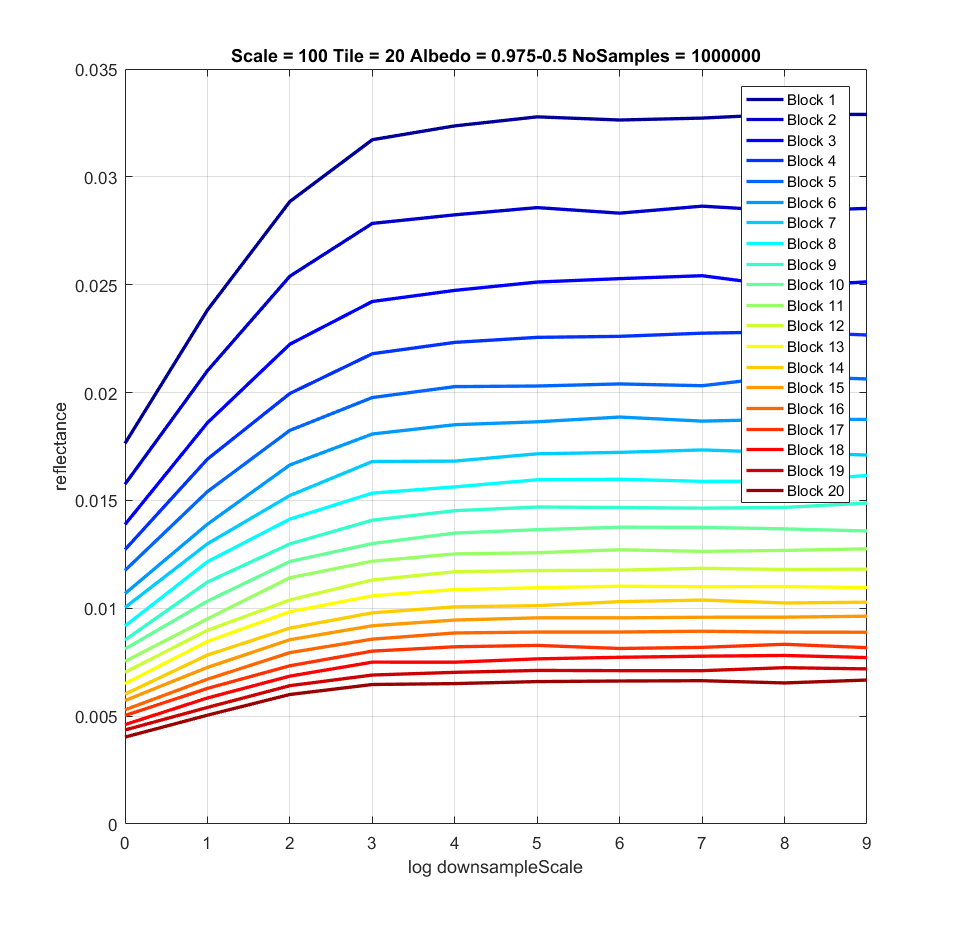 Scale = 100 Tile = 20 Albedo = 0.975-0.5 NoSamples = 1000000
0.035
0.03
0.025
0.02
0.015
0.01
0.005
0
reflectance
Block 1
Block 2
Block 3
Block 4
Block 5
Block 6
Block 7
Block 8
Block 9
Block 10
Block 11
Block 12
Block 13
Block 14
Block 15
Block 16
Block 17
Block 18
Block 19
Block 20
0 1 2 3 4 5 6 7 8 9
log downsampleScale